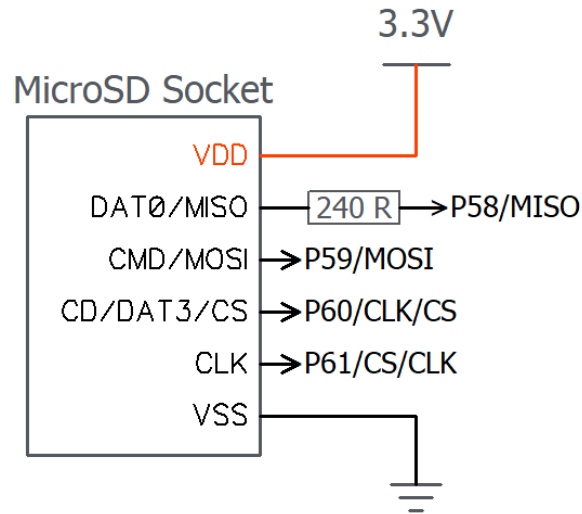 3.3V
MicroSD Socket
VDD
DAT0/MISO 240 R P58/MISO
CMD/MOSI P59/MOSI
CD/DAT3/CS P60/CLK/CS
CLK P61/CS/CLK
VSS